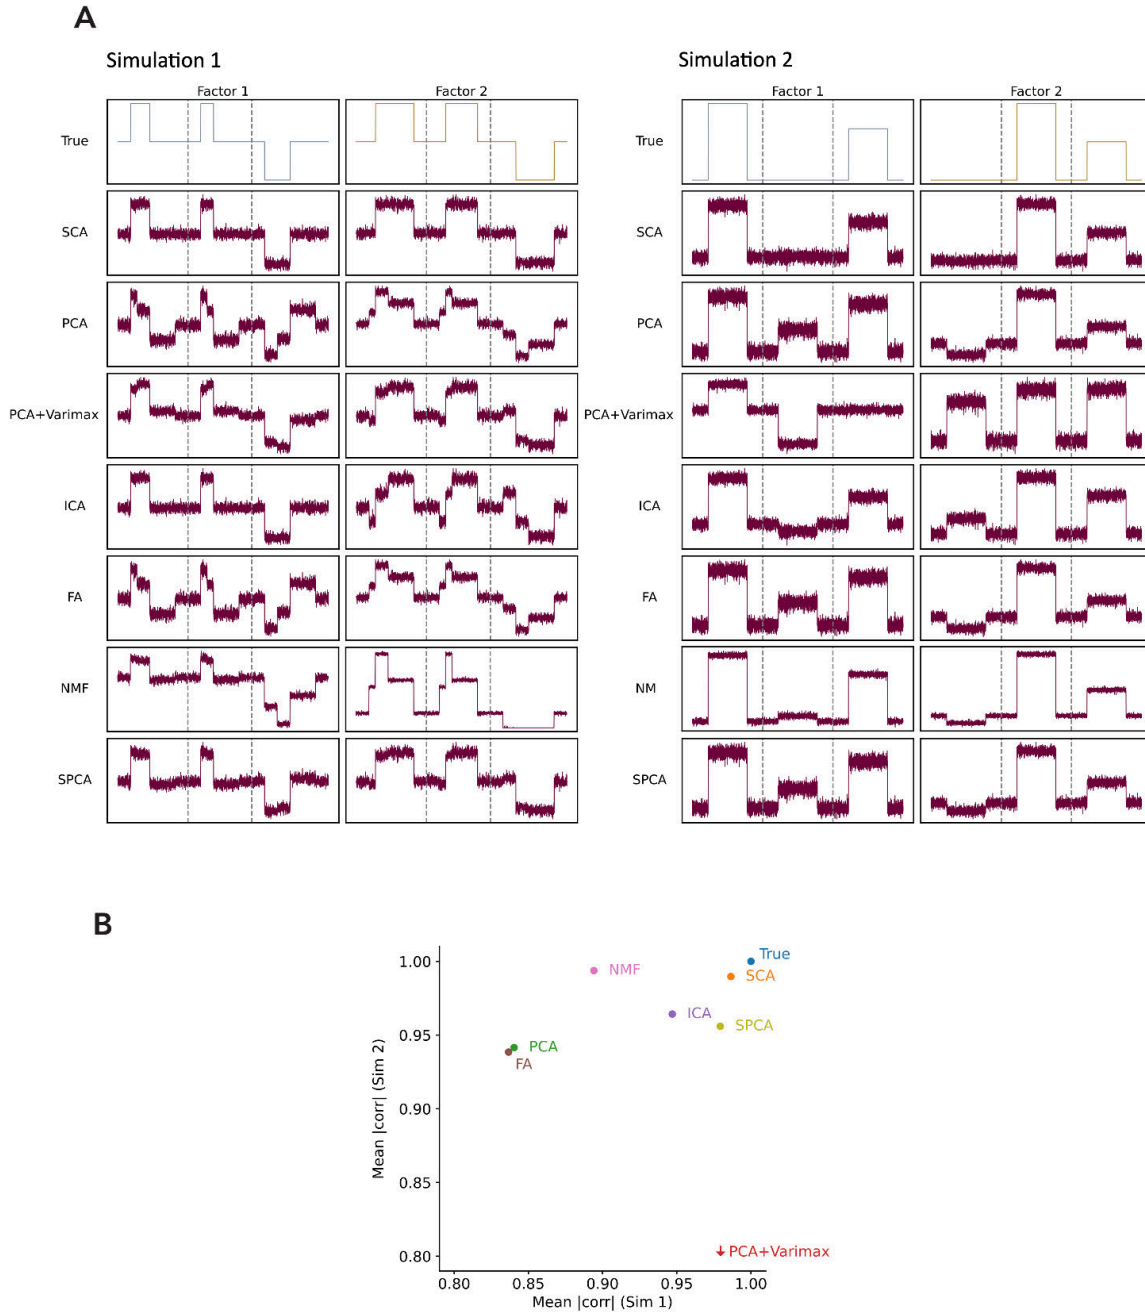 A
Simulation 1
Simulation 2
Factor 1
Factor 2
Factor 1
Factor 2
True
True
SCA
SCA
PCA
PCA
PCA+Varimax
PCA+Varimax
ICA
ICA
FA
FA
NMF
NM
SPCA
SPCA
B
Mean |corr| (Sim 2)
1.00
0.95
0.90
0.85
0.80
True
NMF
SCA
ICA
SPCA
PCA
FA
PCA+Varimax
0.80 0.85 0.90 0.95 1.00
Mean |corr| (Sim 1)